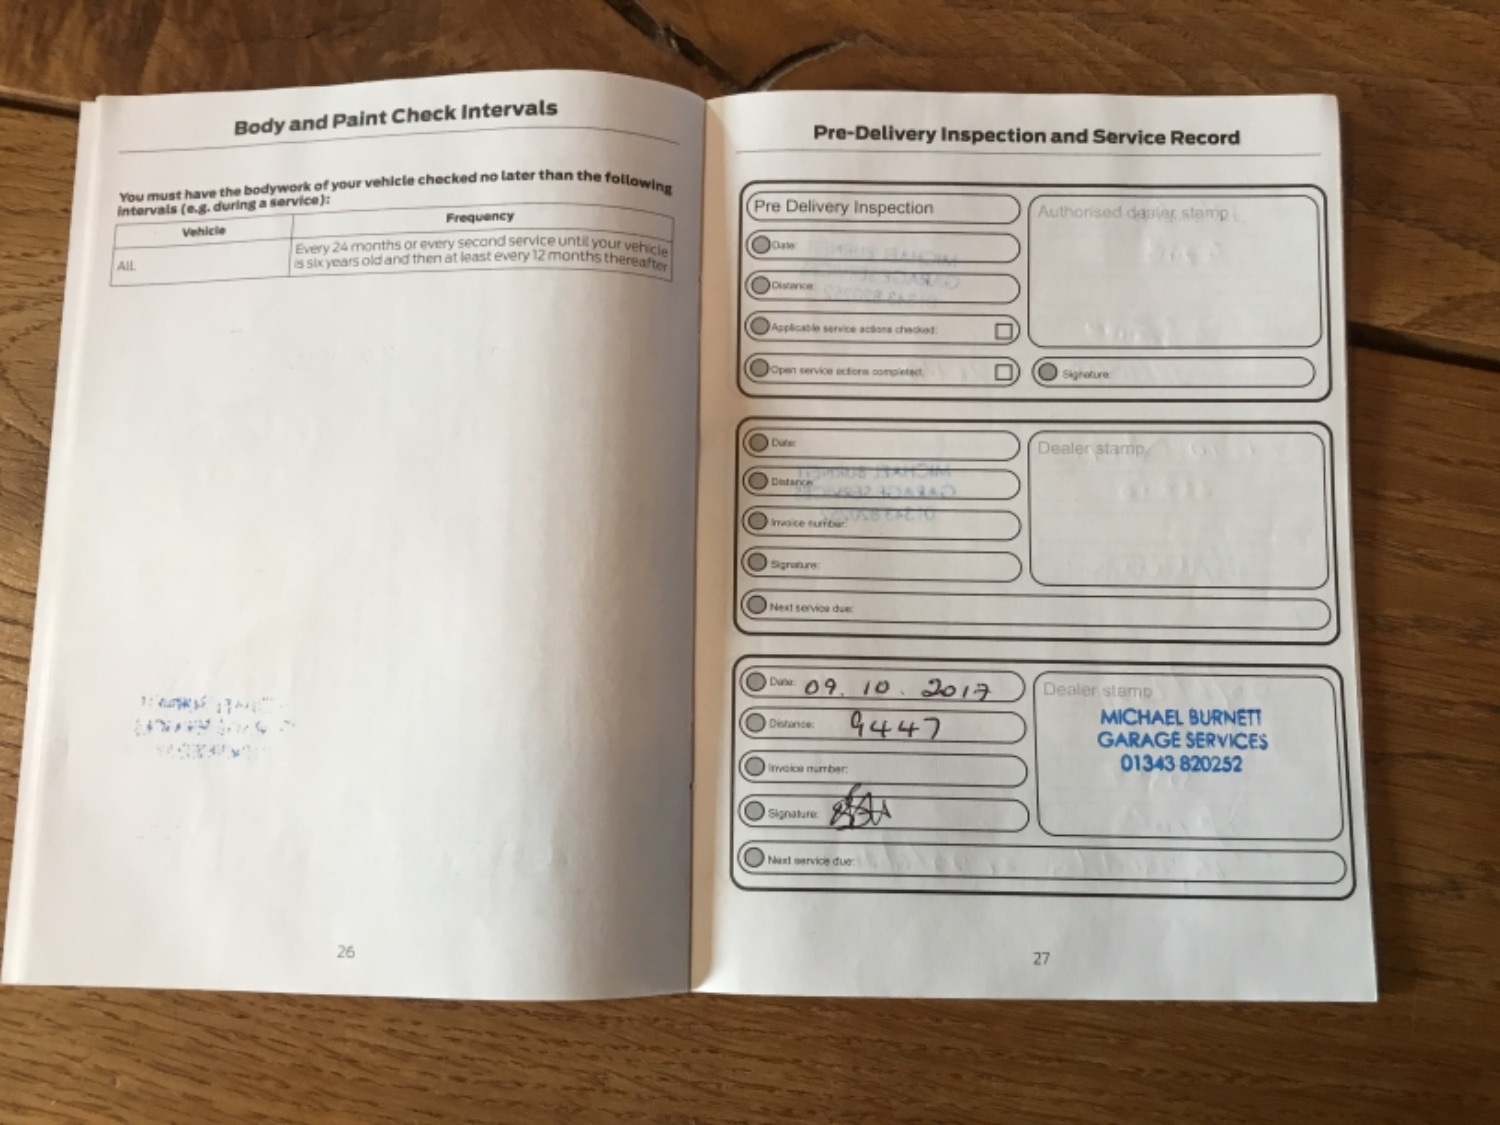 Body and Paint Check Intervals
You must have the bodywork of your vehicle checked no later than the following
intervals (e.g. during a service):
Vehicle
Frequency
All.
Every 24 months or every second service until your vehicle
is six years old and then at least every 12 months thereafter
26
Pre-Delivery Inspection and Service Record
Pre Delivery Inspection
Authorised dealer stamp:
Date:
Distance:
Applicable service actions checked:
Open service actions completed:
Signature:
Date:
Dealer stamp:
Distance:
Invoice number:
Signature:
Next service due:
Date: 09.10.2017
Dealer stamp
Distance: 9447
MICHAEL BURNETT
GARAGE SERVICES
01343 820252
Invoice number:
Signature:
Next service due:
27